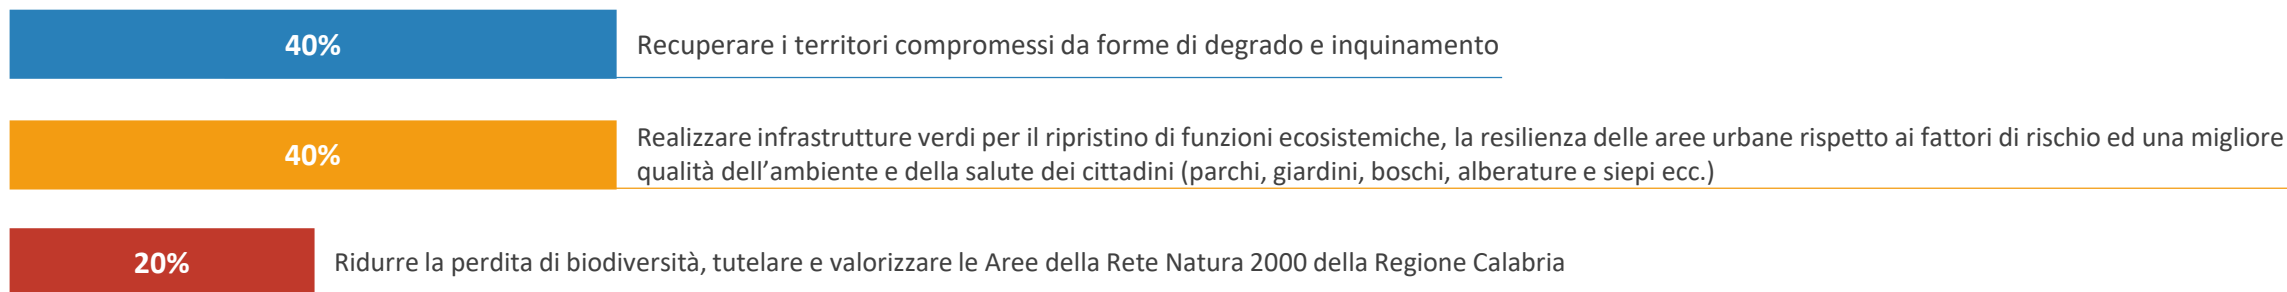 40%
Recuperare i territori compromessi da forme di degrado e inquinamento
40%
Realizzare infrastrutture verdi per il ripristino di funzioni ecosistemiche, la resilienza delle aree urbane rispetto ai fattori di rischio ed una migliore
qualità dell’ambiente e della salute dei cittadini (parchi, giardini, boschi, alberature e siepi ecc.)
20%
Ridurre la perdita di biodiversità, tutelare e valorizzare le Aree della Rete Natura 2000 della Regione Calabria